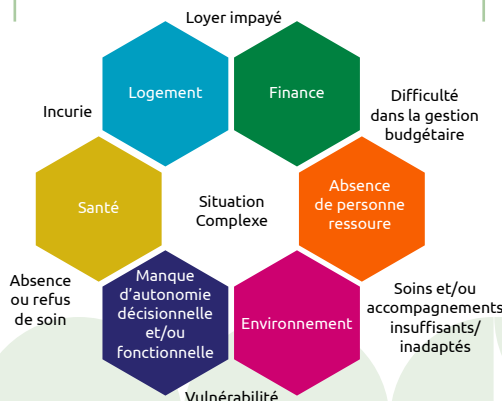 Loyer impayé
Logement
Finance
Incurie
Difficulté
dans la gestion
budgétaire
Santé
Situation
Complexe
Absence
de personne
ressoure
Absence
ou refus
de soin
Manque
d’autonomie
décisionnelle
et/ou
fonctionnelle
Environnement
Soins et/ou
accompagnements
insuffisants/
inadaptés
Vulnérabilité